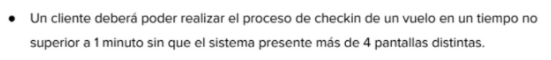 ● Un cliente deberá poder realizar el proceso de checkin de un vuelo en un tiempo no
superior a 1 minuto sin que el sistema presente más de 4 pantallas distintas.